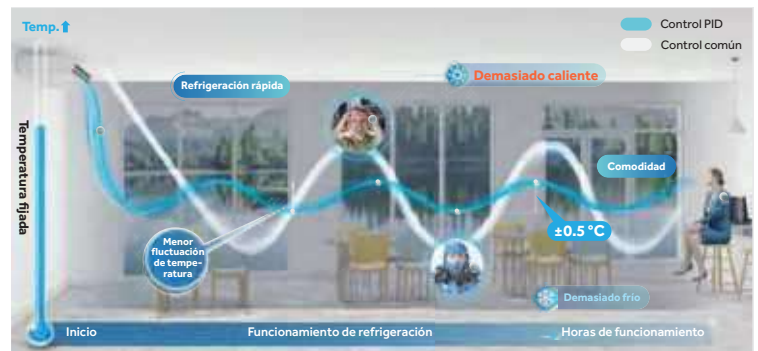 Temp.
Control PID
Control común
Refrigeración rápida
Demasiado caliente
Temperatura fijada
Comodidad
±0.5 °C
Menor
fluctuación
de tempe-
ratura
Demasiado frío
Inicio
Funcionamiento de refrigeración
Horas de funcionamiento